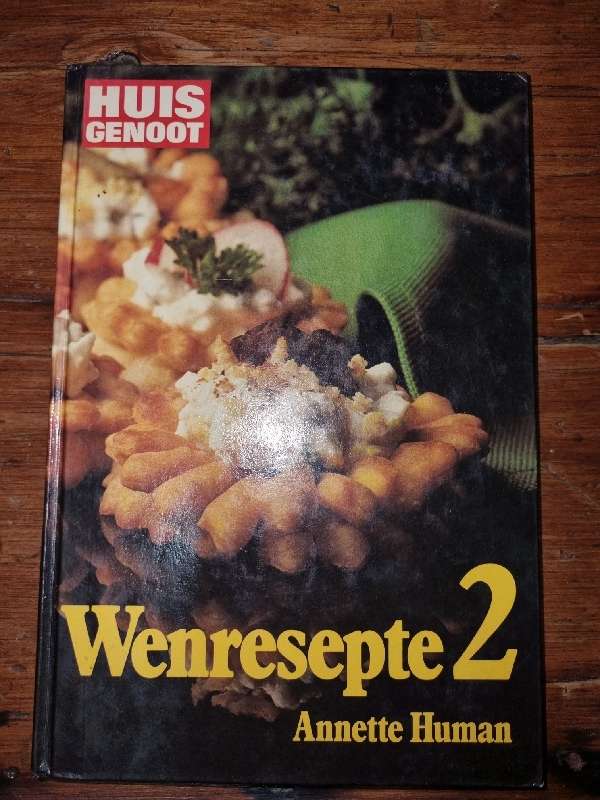 HUIS
GENOOT
Wenresepte 2
Annette Human